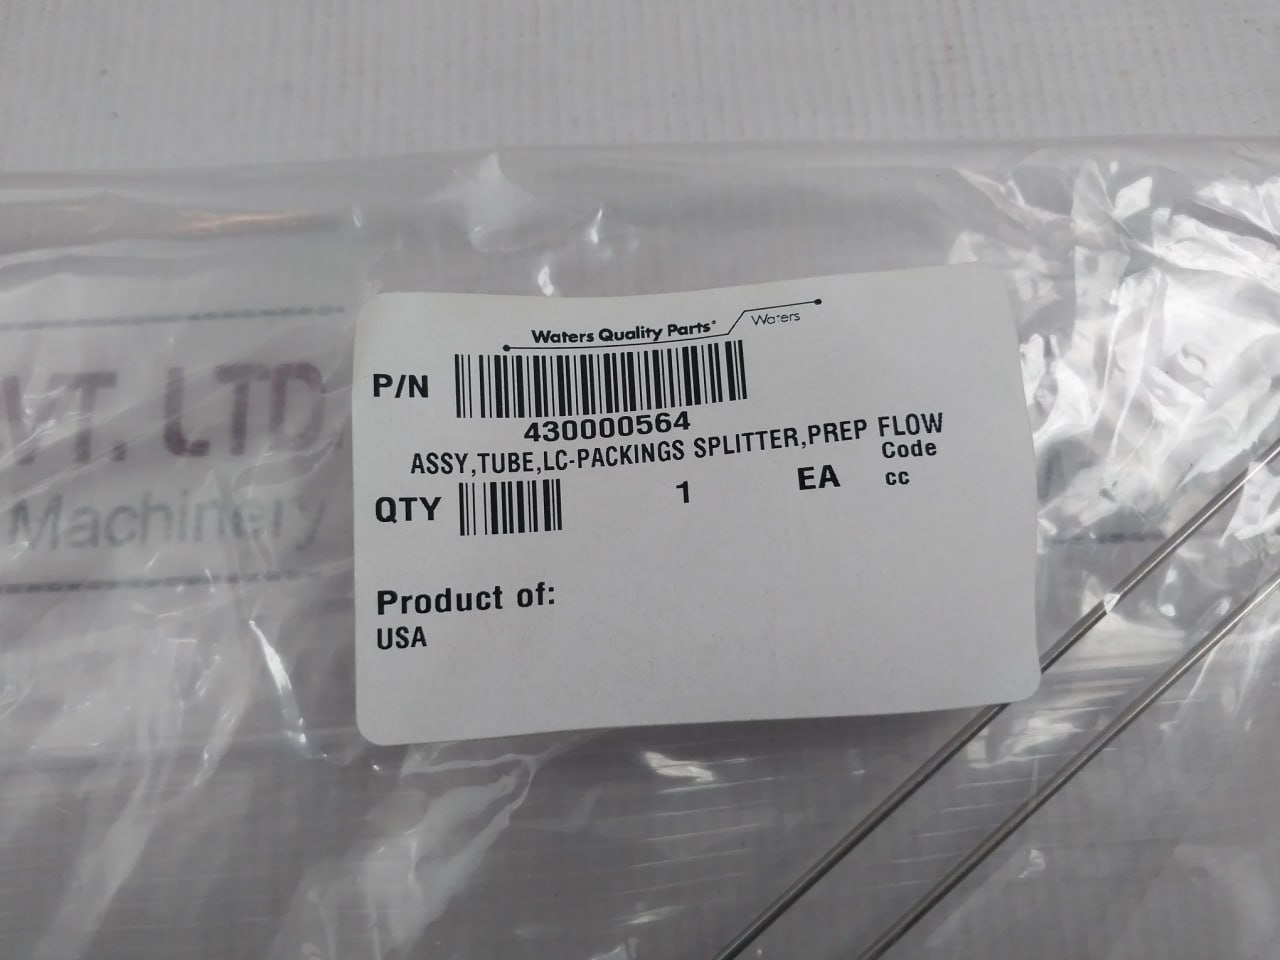 Waters Quality Parts
Waters
P/N
430000564
ASSY,TUBE,LC-PACKINGS SPLITTER,PREP FLOW
QTY 1 EA Code
cc
Product of:
USA
VT. LTD.
Machinery